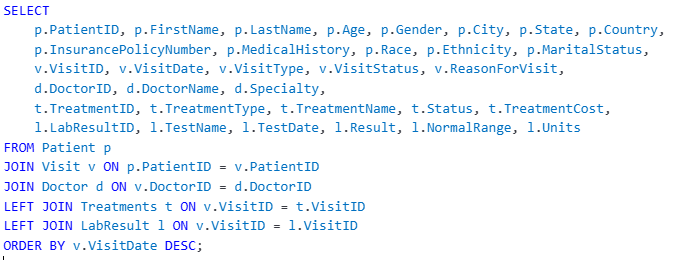 SELECT
p.PatientID, p.FirstName, p.LastName, p.Age, p.Gender, p.City, p.State, p.Country,
p.InsurancePolicyNumber, p.MedicalHistory, p.Race, p.Ethnicity, p.MaritalStatus,
v.VisitID, v.VisitDate, v.VisitType, v.VisitStatus, v.ReasonForVisit,
d.DoctorID, d.DoctorName, d.Specialty,
t.TreatmentID, t.TreatmentType, t.TreatmentName, t.Status, t.TreatmentCost,
l.LabResultID, l.TestName, l.TestDate, l.Result, l.NormalRange, l.Units
FROM Patient p
JOIN Visit v ON p.PatientID = v.PatientID
JOIN Doctor d ON v.DoctorID = d.DoctorID
LEFT JOIN Treatments t ON v.VisitID = t.VisitID
LEFT JOIN LabResult l ON v.VisitID = l.VisitID
ORDER BY v.VisitDate DESC;